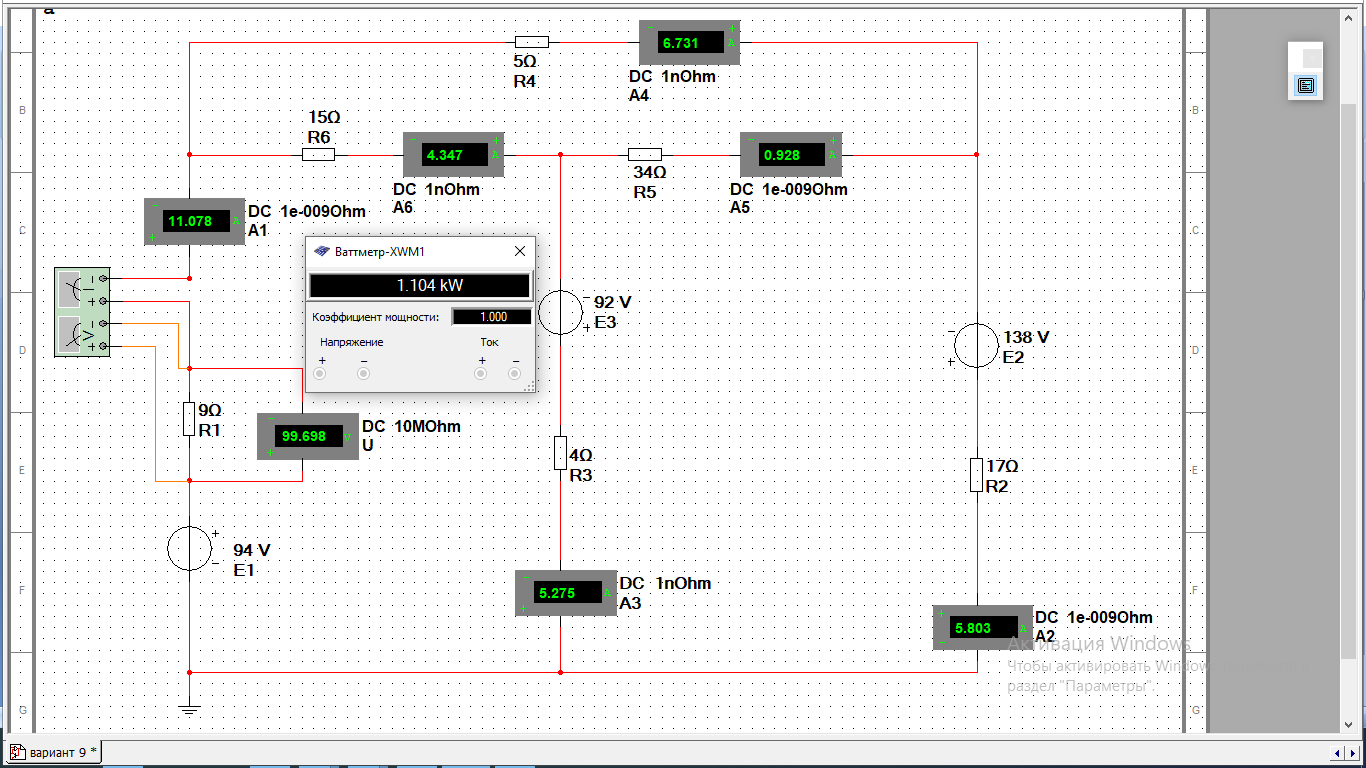 а
6.731
5Ω
R4
DC 1nOhm
A4
B
B
15Ω
R6
4.347
0.928
34Ω
R5
DC 1nOhm
A6
DC 1e-009Ohm
A5
11.078
DC 1e-009Ohm
A1
C
C
Ваттметр-XWM1
1.104 kW
Коэффициент мощности:
1.000
Напряжение
Ток
+ −
+ −
92 V
E3
138 V
E2
D
D
9Ω
R1
99.698
DC 10MOhm
U
4Ω
R3
17Ω
R2
E
E
94 V
E1
5.275
DC 1nOhm
A3
F
F
5.803
DC 1e-009Ohm
A2
Активация Windows
Чтобы активировать Windows
раздел "Параметры".
G
G
вариант 9 *